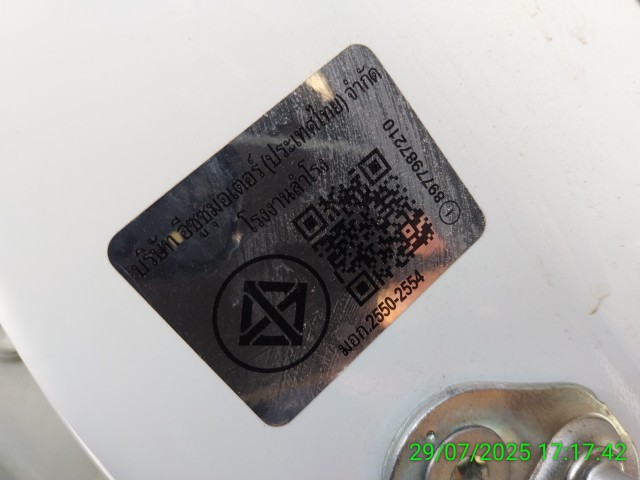 บริษัท อีซูซุมอเตอร์ (ประเทศไทย) จำกัด
โรงงานสำโรง
มอก.2550-2554
1 8977987210
29/07/2025 17:17:42